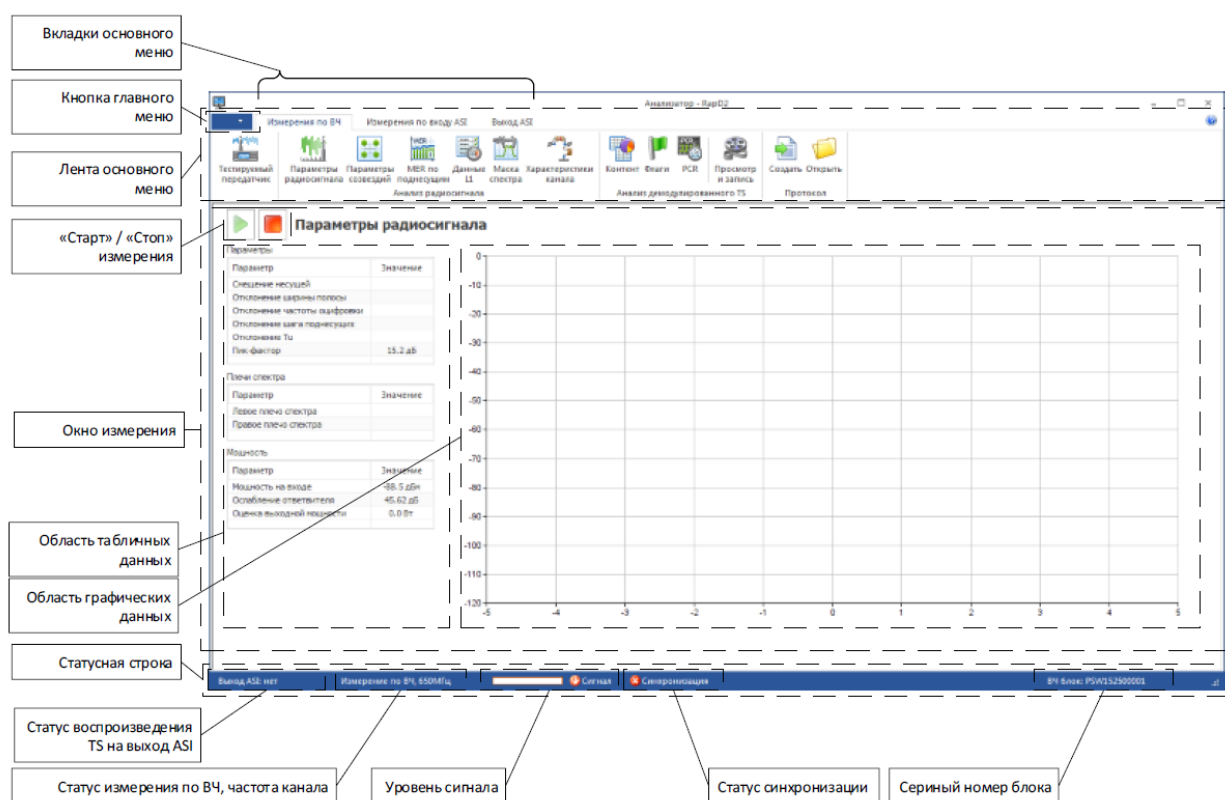 Вкладки основного
меню
Кнопка главного
меню
Лента основного
меню
«Старт» / «Стоп»
измерения
Окно измерения
Область табличных
данных
Область графических
данных
Статусная строка
Статус воспроизведения
TS на выход ASI
Статус измерения по ВЧ, частота канала
Уровень сигнала
Статус синхронизации
Сериный номер блока
Анализатор - RapD2
Измерения по ВЧ
Измерения по входу ASI
Выход ASI
Тестируемый
передатчик
Параметры
радиосигнала
Параметры
созвездий
MER
MER по
поднесущим
Данные
L1
Маска
спектра
Характеристики
канала
Анализ радиосигнала
Контент
Флаги
PCR
Просмотр
и запись
Анализ демодулированного TS
Создать
Открыть
Протокол
Параметры радиосигнала
Параметры
Параметр Значение
Смещение несущей
Отклонение ширины полосы
Отклонение частоты оцифровки
Отклонение шага поднесущих
Отклонение Tu
Пик-фактор 15.2 дБ
Плечи спектра
Параметр Значение
Левое плечо спектра
Правое плечо спектра
Мощность
Параметр Значение
Мощность на входе -88.5 дБм
Ослабление ответвителя 45.62 дБ
Оценка выходной мощности 0.0 Вт
0
-10
-20
-30
-40
-50
-60
-70
-80
-90
-100
-110
-120
-5 -4 -3 -2 -1 0 1 2 3 4 5
Выход ASI: нет
Измерение по ВЧ, 650МГц
Сигнал
Синхронизация
ВЧ блок: PSW152500001